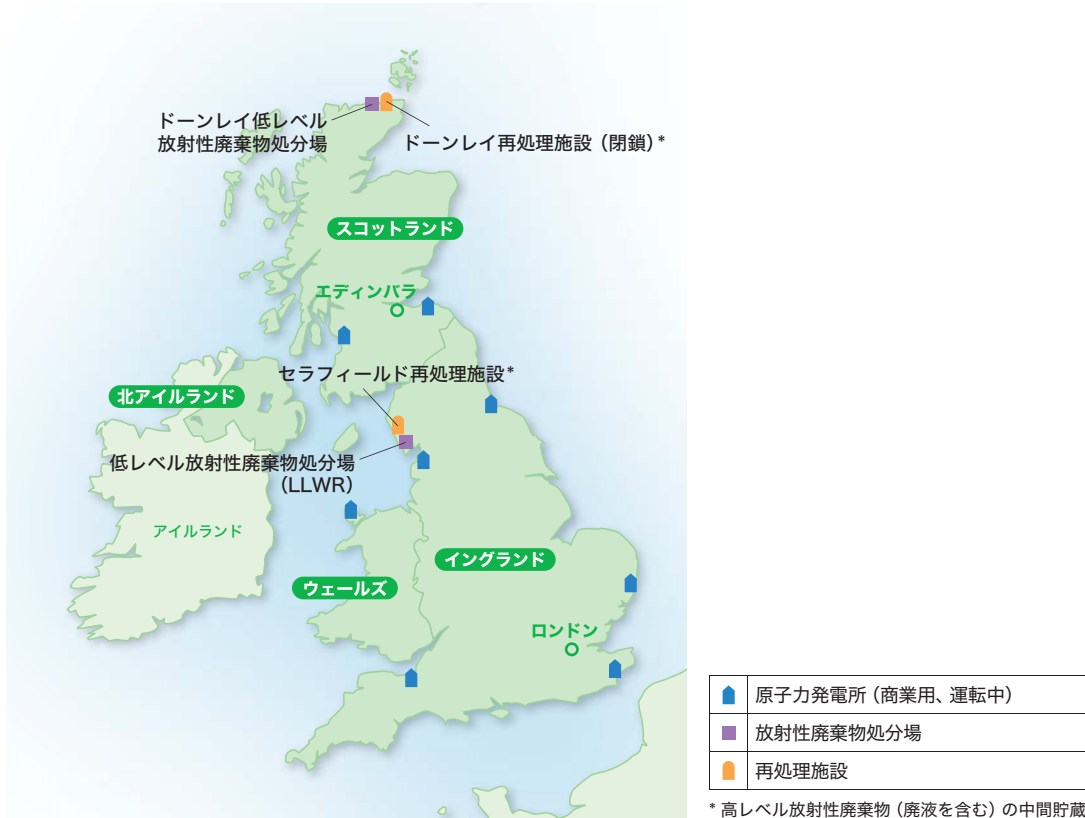 ドーンレイ低レベル
放射性廃棄物処分場
ドーンレイ再処理施設（閉鎖）*
スコットランド
エディンバラ
セラフィールド再処理施設*
北アイルランド
低レベル放射性廃棄物処分場
（LLWR）
アイルランド
イングランド
ウェールズ
ロンドン
原子力発電所（商業用、運転中）
放射性廃棄物処分場
再処理施設
* 高レベル放射性廃棄物（廃液を含む）の中間貯蔵